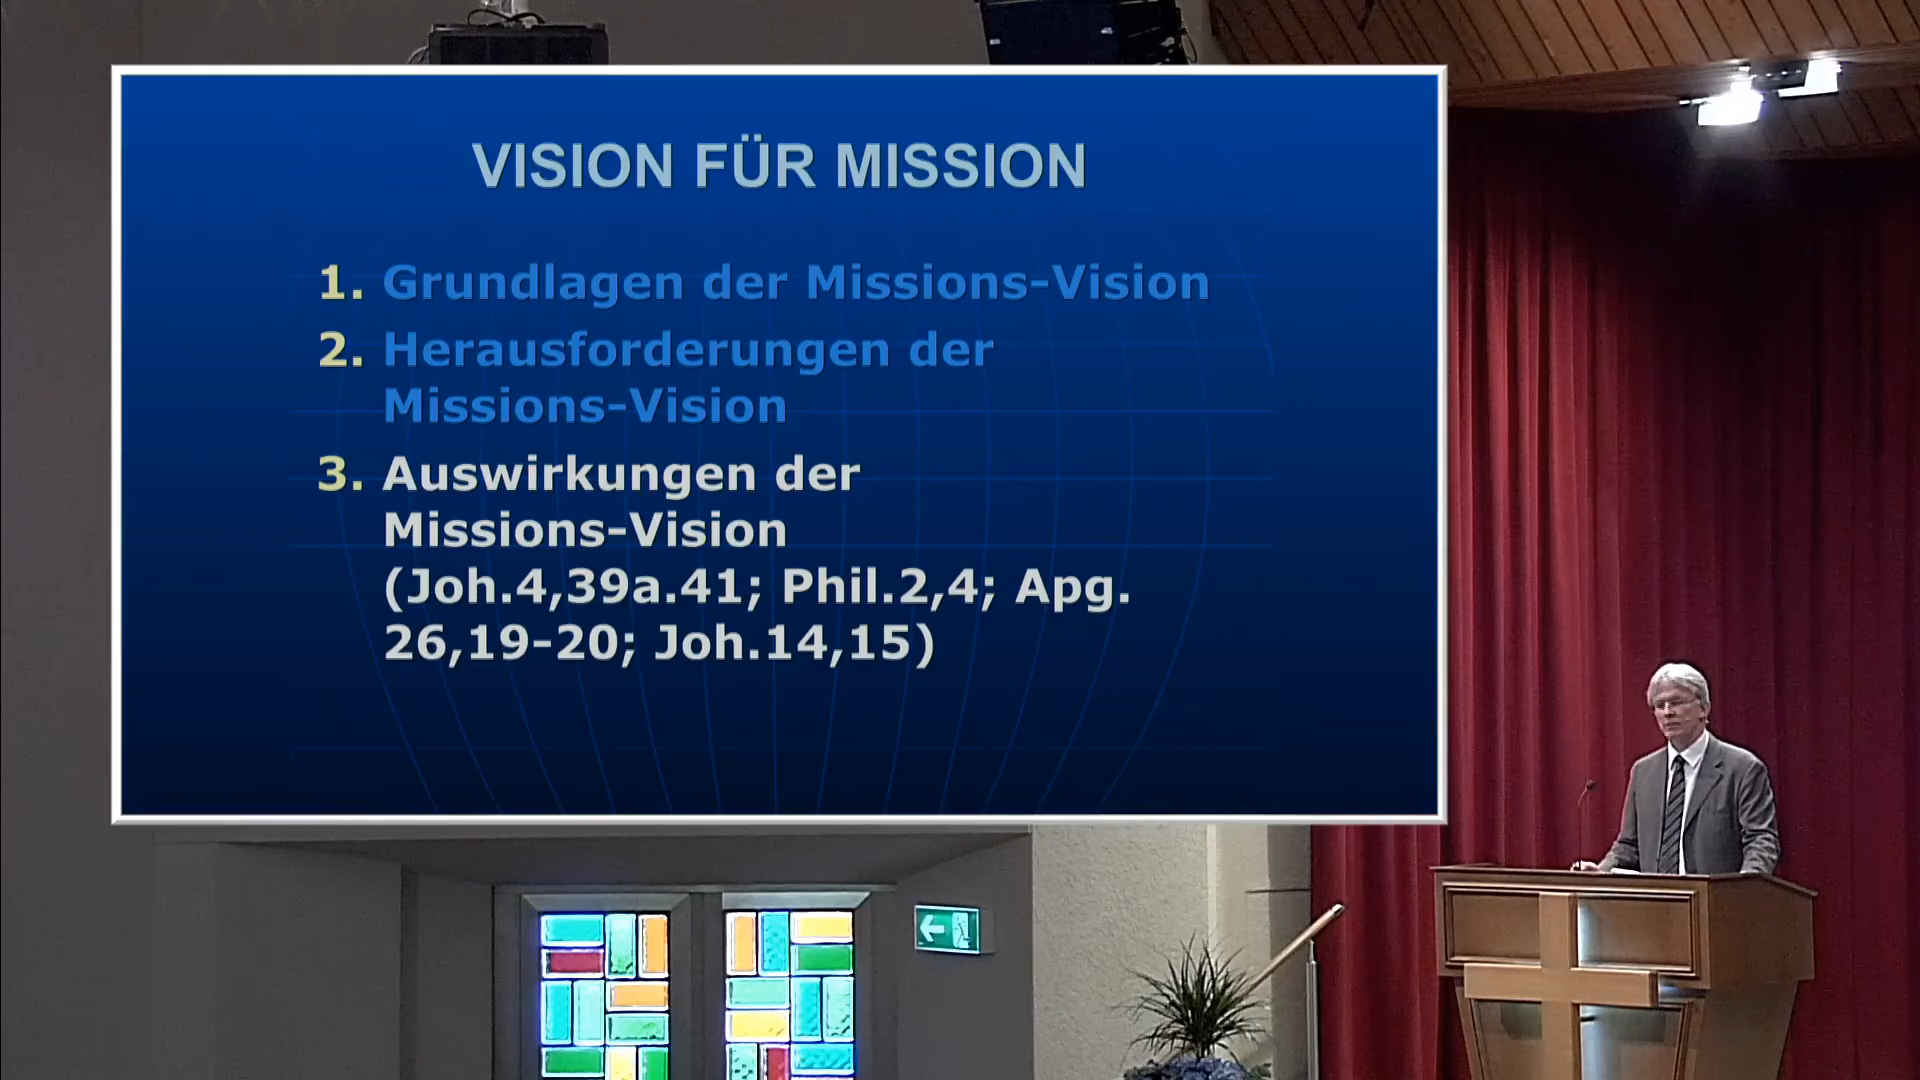 VISION FÜR MISSION
1. Grundlagen der Missions-Vision
2. Herausforderungen der
Missions-Vision
3. Auswirkungen der
Missions-Vision
(Joh.4,39a.41; Phil.2,4; Apg.
26,19-20; Joh.14,15)